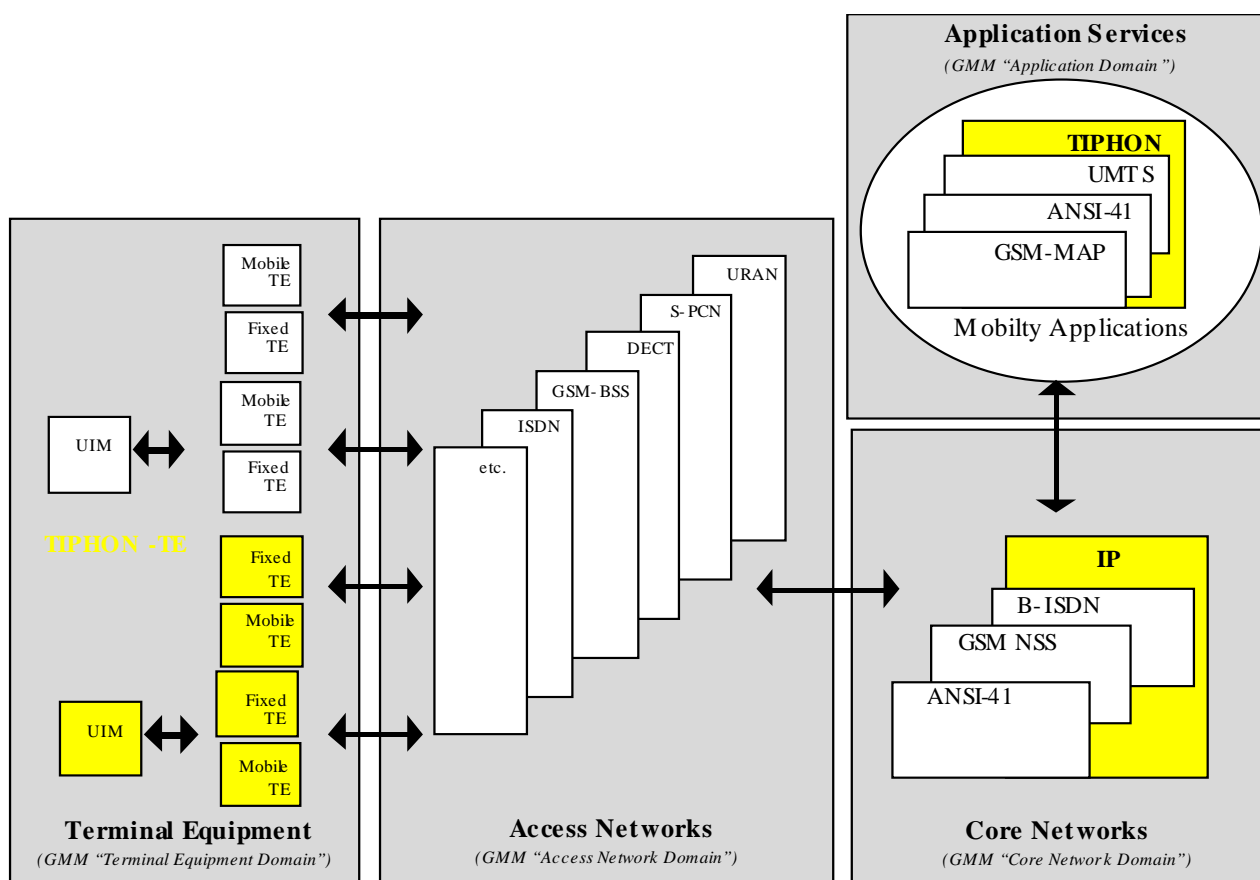 Application Services
(GMM “Application Domain”)
TIPHON
UMTS
ANSI-41
GSM-MAP
Mobilty Applications
Mobile
TE
Fixed
TE
Mobile
TE
Fixed
TE
UIM
TIPHON -TE
Fixed
TE
Mobile
TE
Fixed
TE
Mobile
TE
UIM
Terminal Equipment
(GMM “Terminal Equipment Domain”)
URAN
S-PCN
DECT
GSM-BSS
ISDN
etc.
Access Networks
(GMM “Access Network Domain”)
IP
B-ISDN
GSM NSS
ANSI-41
Core Networks
(GMM “Core Network Domain”)